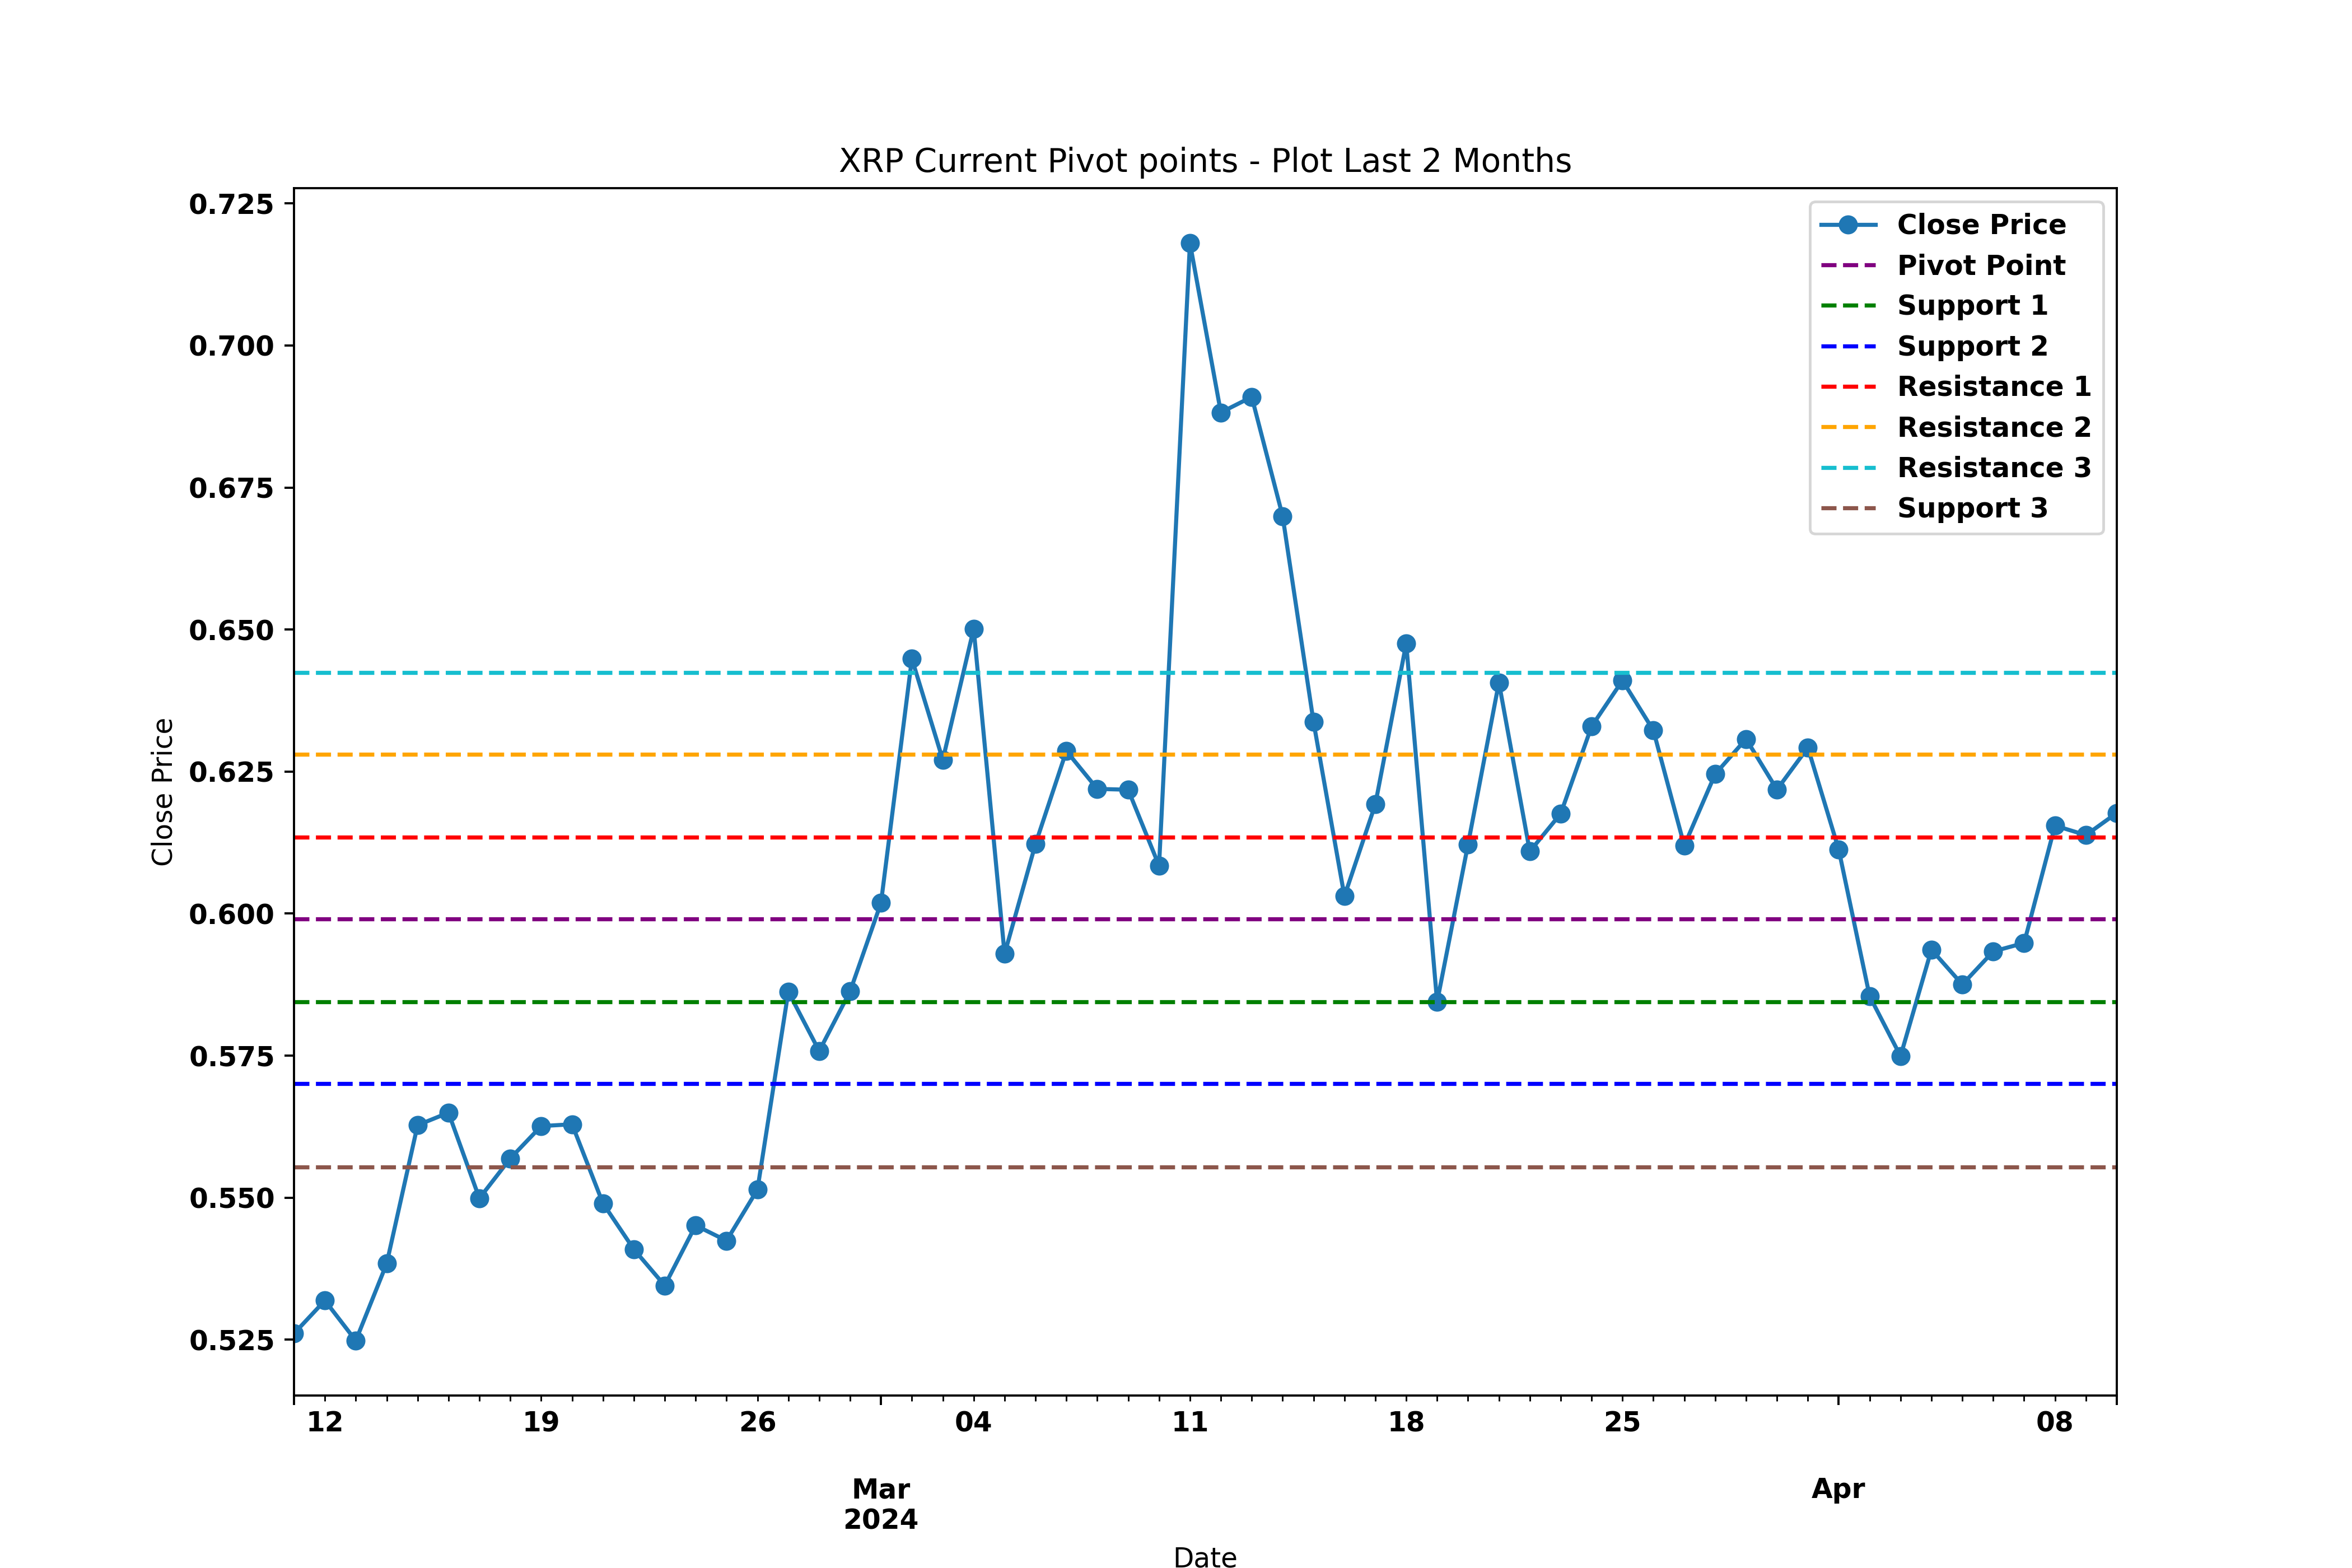 XRP Current Pivot points - Plot Last 2 Months
0.725
0.700
0.675
0.650
0.625
0.600
0.575
0.550
0.525
Close Price
Close Price
Pivot Point
Support 1
Support 2
Resistance 1
Resistance 2
Resistance 3
Support 3
12 19 26 04 11 18 25 08
Mar Apr
2024
Date